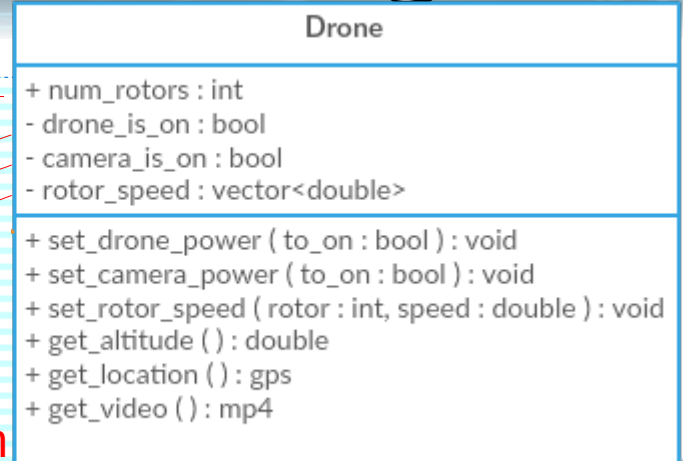 Drone
+ num_rotors : int
- drone_is_on : bool
- camera_is_on : bool
- rotor_speed : vector<double>
+ set_drone_power ( to_on : bool ) : void
+ set_camera_power ( to_on : bool ) : void
+ set_rotor_speed ( rotor : int, speed : double ) : void
+ get_altitude ( ) : double
+ get_location ( ) : gps
+ get_video ( ) : mp4